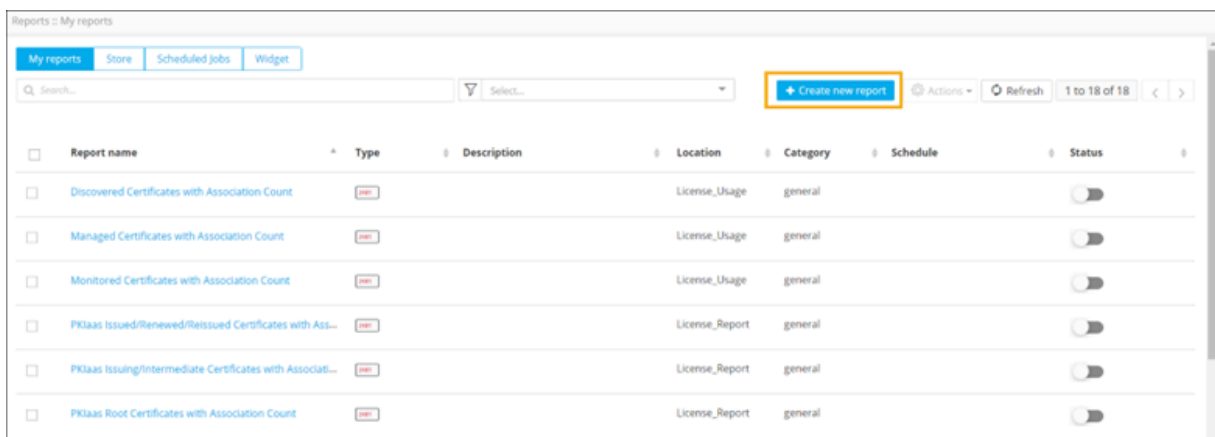 Reports :: My reports
My reports Store Scheduled Jobs Widget
Search... Select... + Create new report Actions Refresh 1 to 18 of 18 < >
Report name Type Description Location Category Schedule Status
Discovered Certificates with Association Count License_Usage general
Managed Certificates with Association Count License_Usage general
Monitored Certificates with Association Count License_Usage general
PKIaas Issued/Renewed/Reissued Certificates with Ass... License_Report general
PKIaas Issuing/Intermediate Certificates with Associati... License_Report general
PKIaas Root Certificates with Association Count License_Report general